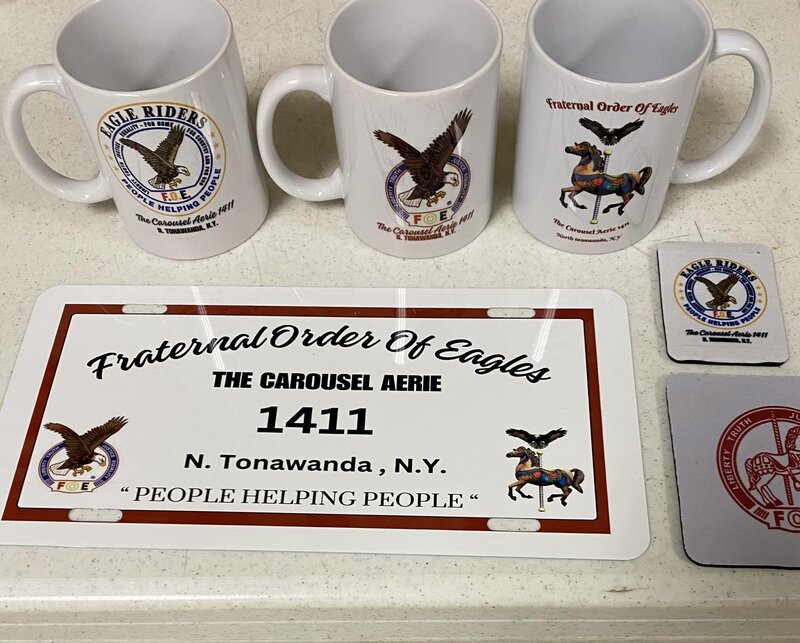 EAGLE RIDERS
PEOPLE HELPING PEOPLE
F.O.E.
The Carousel Aerie 1411
N. TONAWANDA, N.Y.
FOE
The Carousel Aerie 1411
N. TONAWANDA, N.Y.
Fraternal Order Of Eagles
The Carousel Aerie 1411
North tonawanda, NY
EAGLE RIDERS
F.O.E.
PEOPLE HELPING PEOPLE
The Carousel Aerie 1411
N. TONAWANDA, N.Y.
Fraternal Order Of Eagles
THE CAROUSEL AERIE
1411
N. Tonawanda , N.Y.
“ PEOPLE HELPING PEOPLE “
FOE
LIBERTY TRUTH